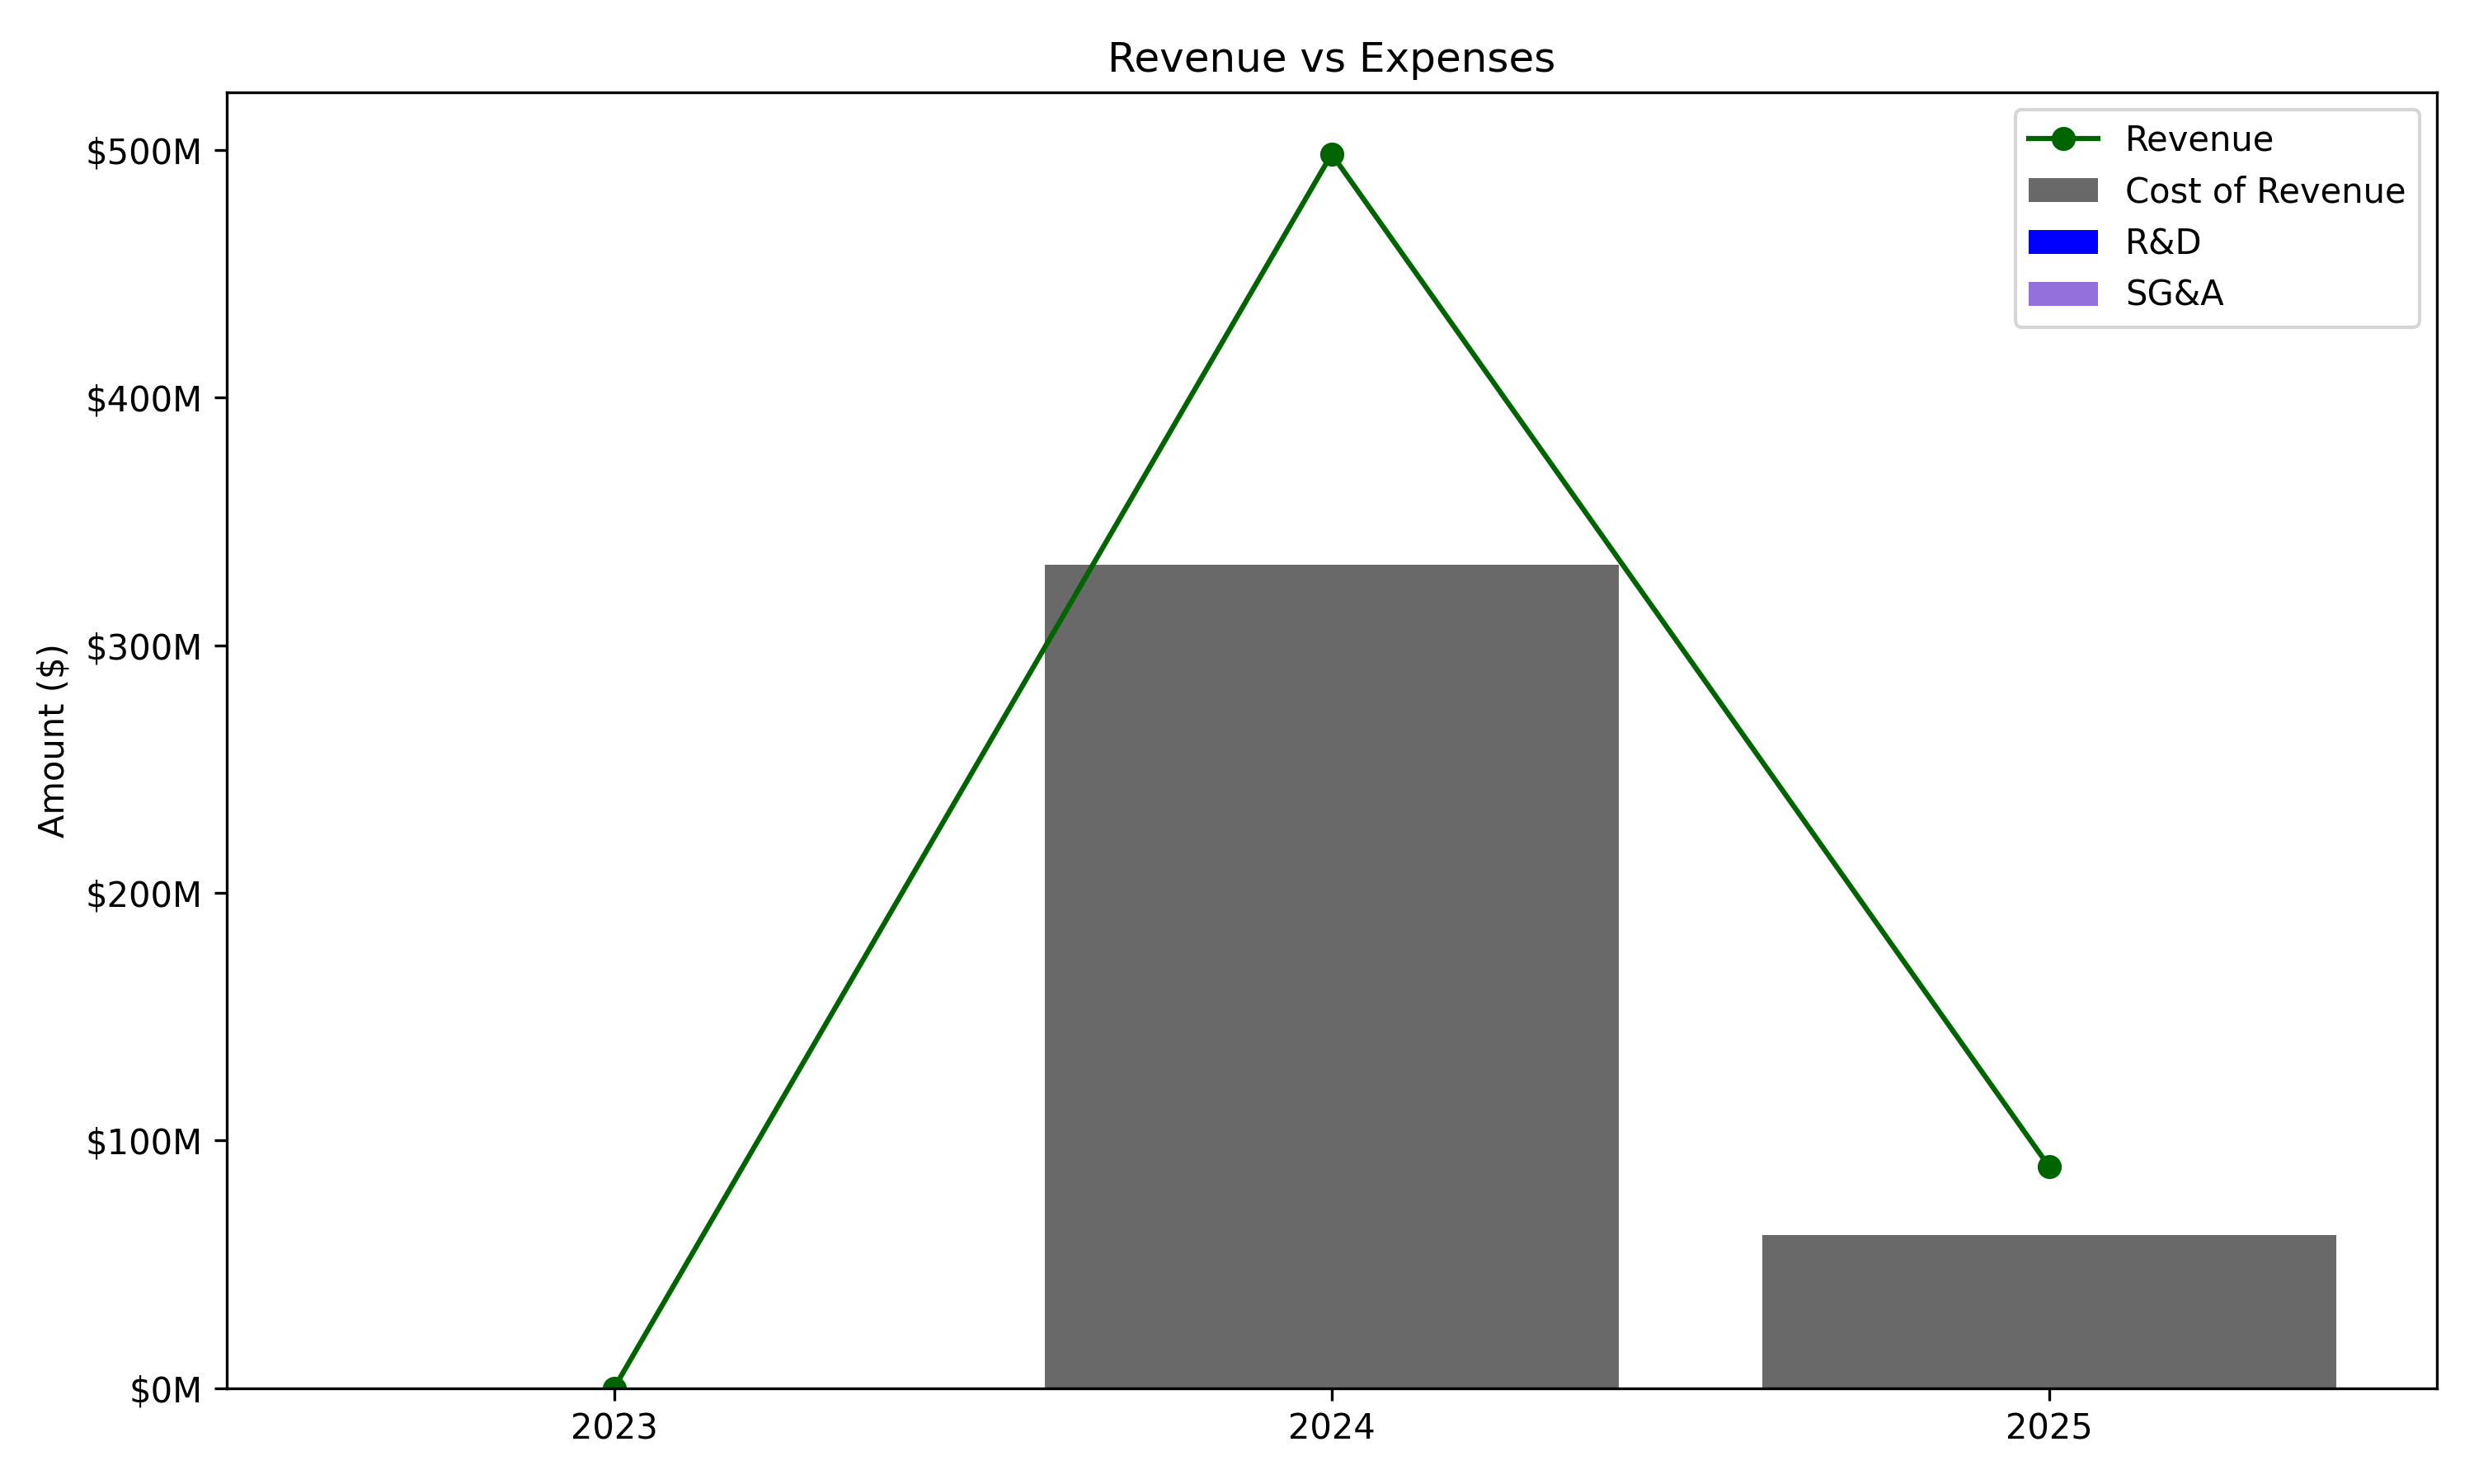 Revenue vs Expenses
Revenue
Cost of Revenue
R&D
SG&A
Amount ($)
$500M
$400M
$300M
$200M
$100M
$0M
2023
2024
2025